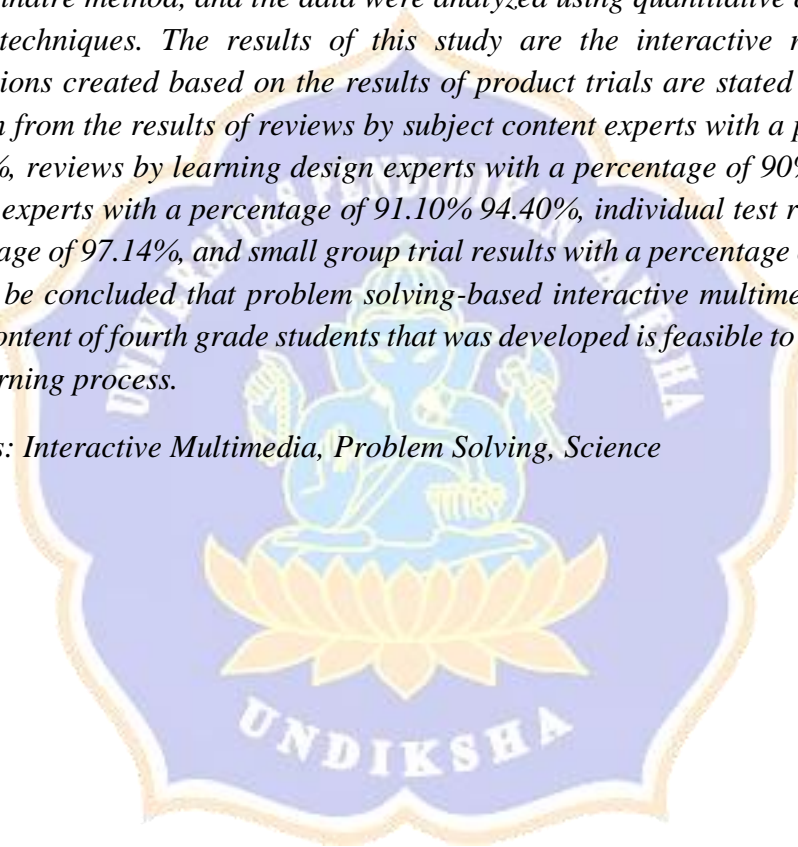 method, and the data were analyzed using quantitative
techniques. The results of this study are the interactive
created based on the results of product trials are stated
from the results of reviews by subject content experts with a
%, reviews by learning design experts with a percentage of 90%
experts with a percentage of 91.10% 94.40%, individual test
age of 97.14%, and small group trial results with a percentage
be concluded that problem solving-based interactive
ontent of fourth grade students that was developed is feasible to
rning process.
s: Interactive Multimedia, Problem Solving, Science
UNIVERSITAS PENDIDIKAN GANESHA
UNDIKSHA